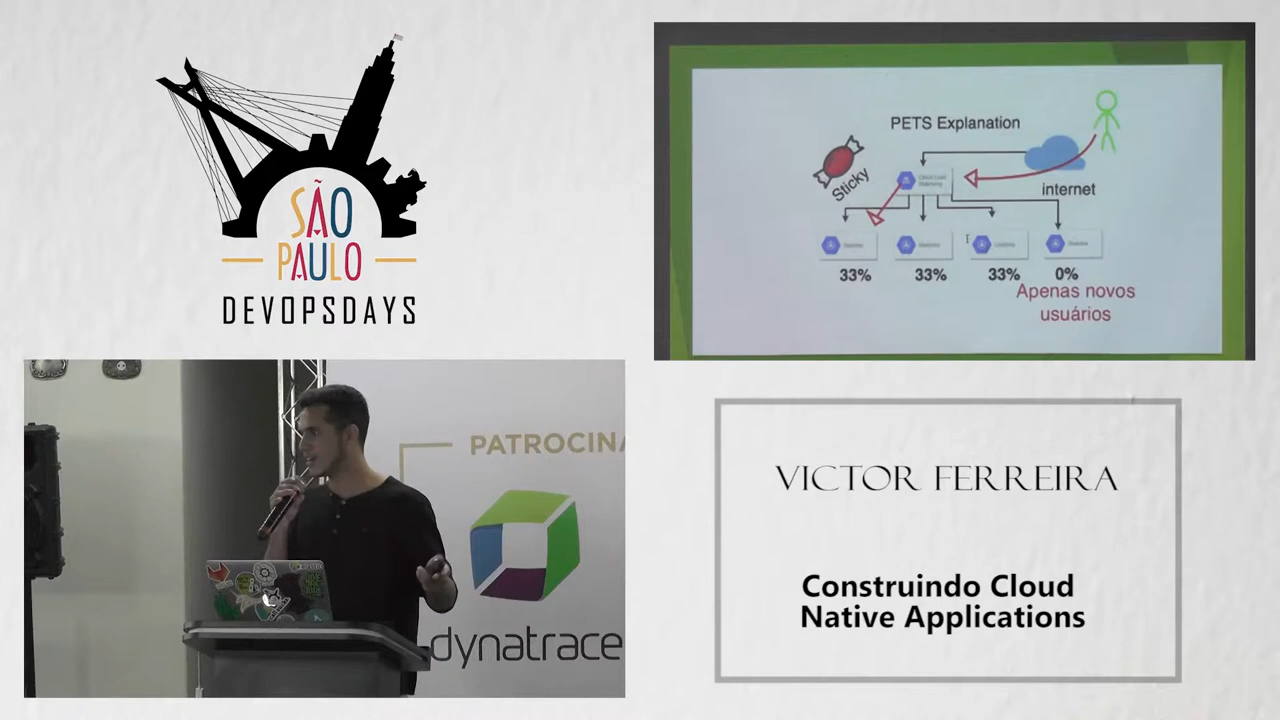 SÃO
PAULO
DEVOPSDAYS
PETS Explanation
Sticky
internet
33%
33%
33%
0%
Apenas novos
usuários
PATROCINA
dynatrace
VICTOR FERREIRA
Construindo Cloud
Native Applications